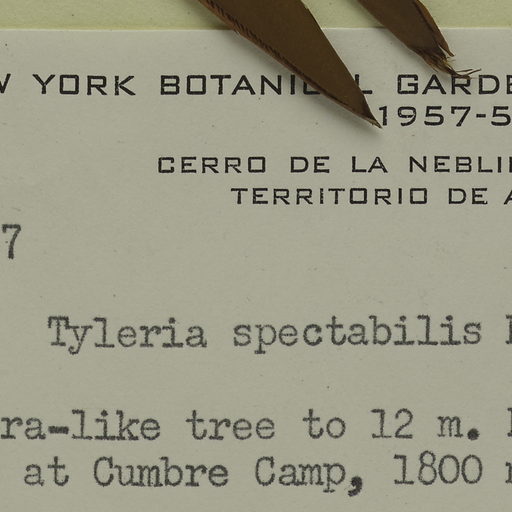 YORK BOTANICAL GARDE
1957-5
CERRO DE LA NEBLI
TERRITORIO DE A
7
Tyleria spectabilis
ra-like tree to 12 m.
at Cumbre Camp, 1800